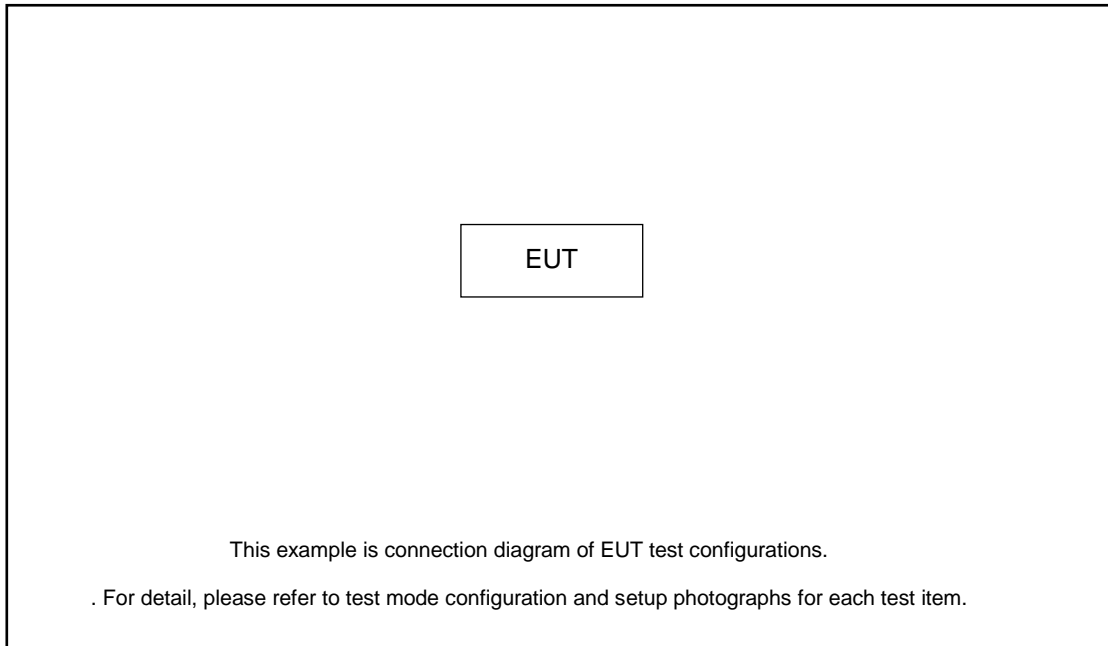 EUT
This example is connection diagram of EUT test configurations.
. For detail, please refer to test mode configuration and setup photographs for each test item.